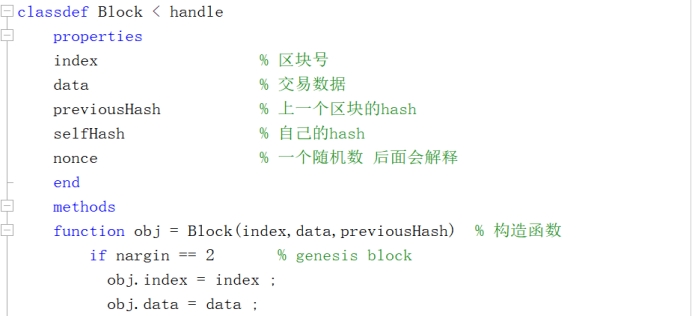 classdef Block < handle
properties
index % 区块号
data % 交易数据
previousHash % 上一个区块的hash
selfHash % 自己的hash
nonce % 一个随机数 后面会解释
end
methods
function obj = Block(index,data,previousHash) % 构造函数
if nargin == 2 % genesis block
obj.index = index ;
obj.data = data ;